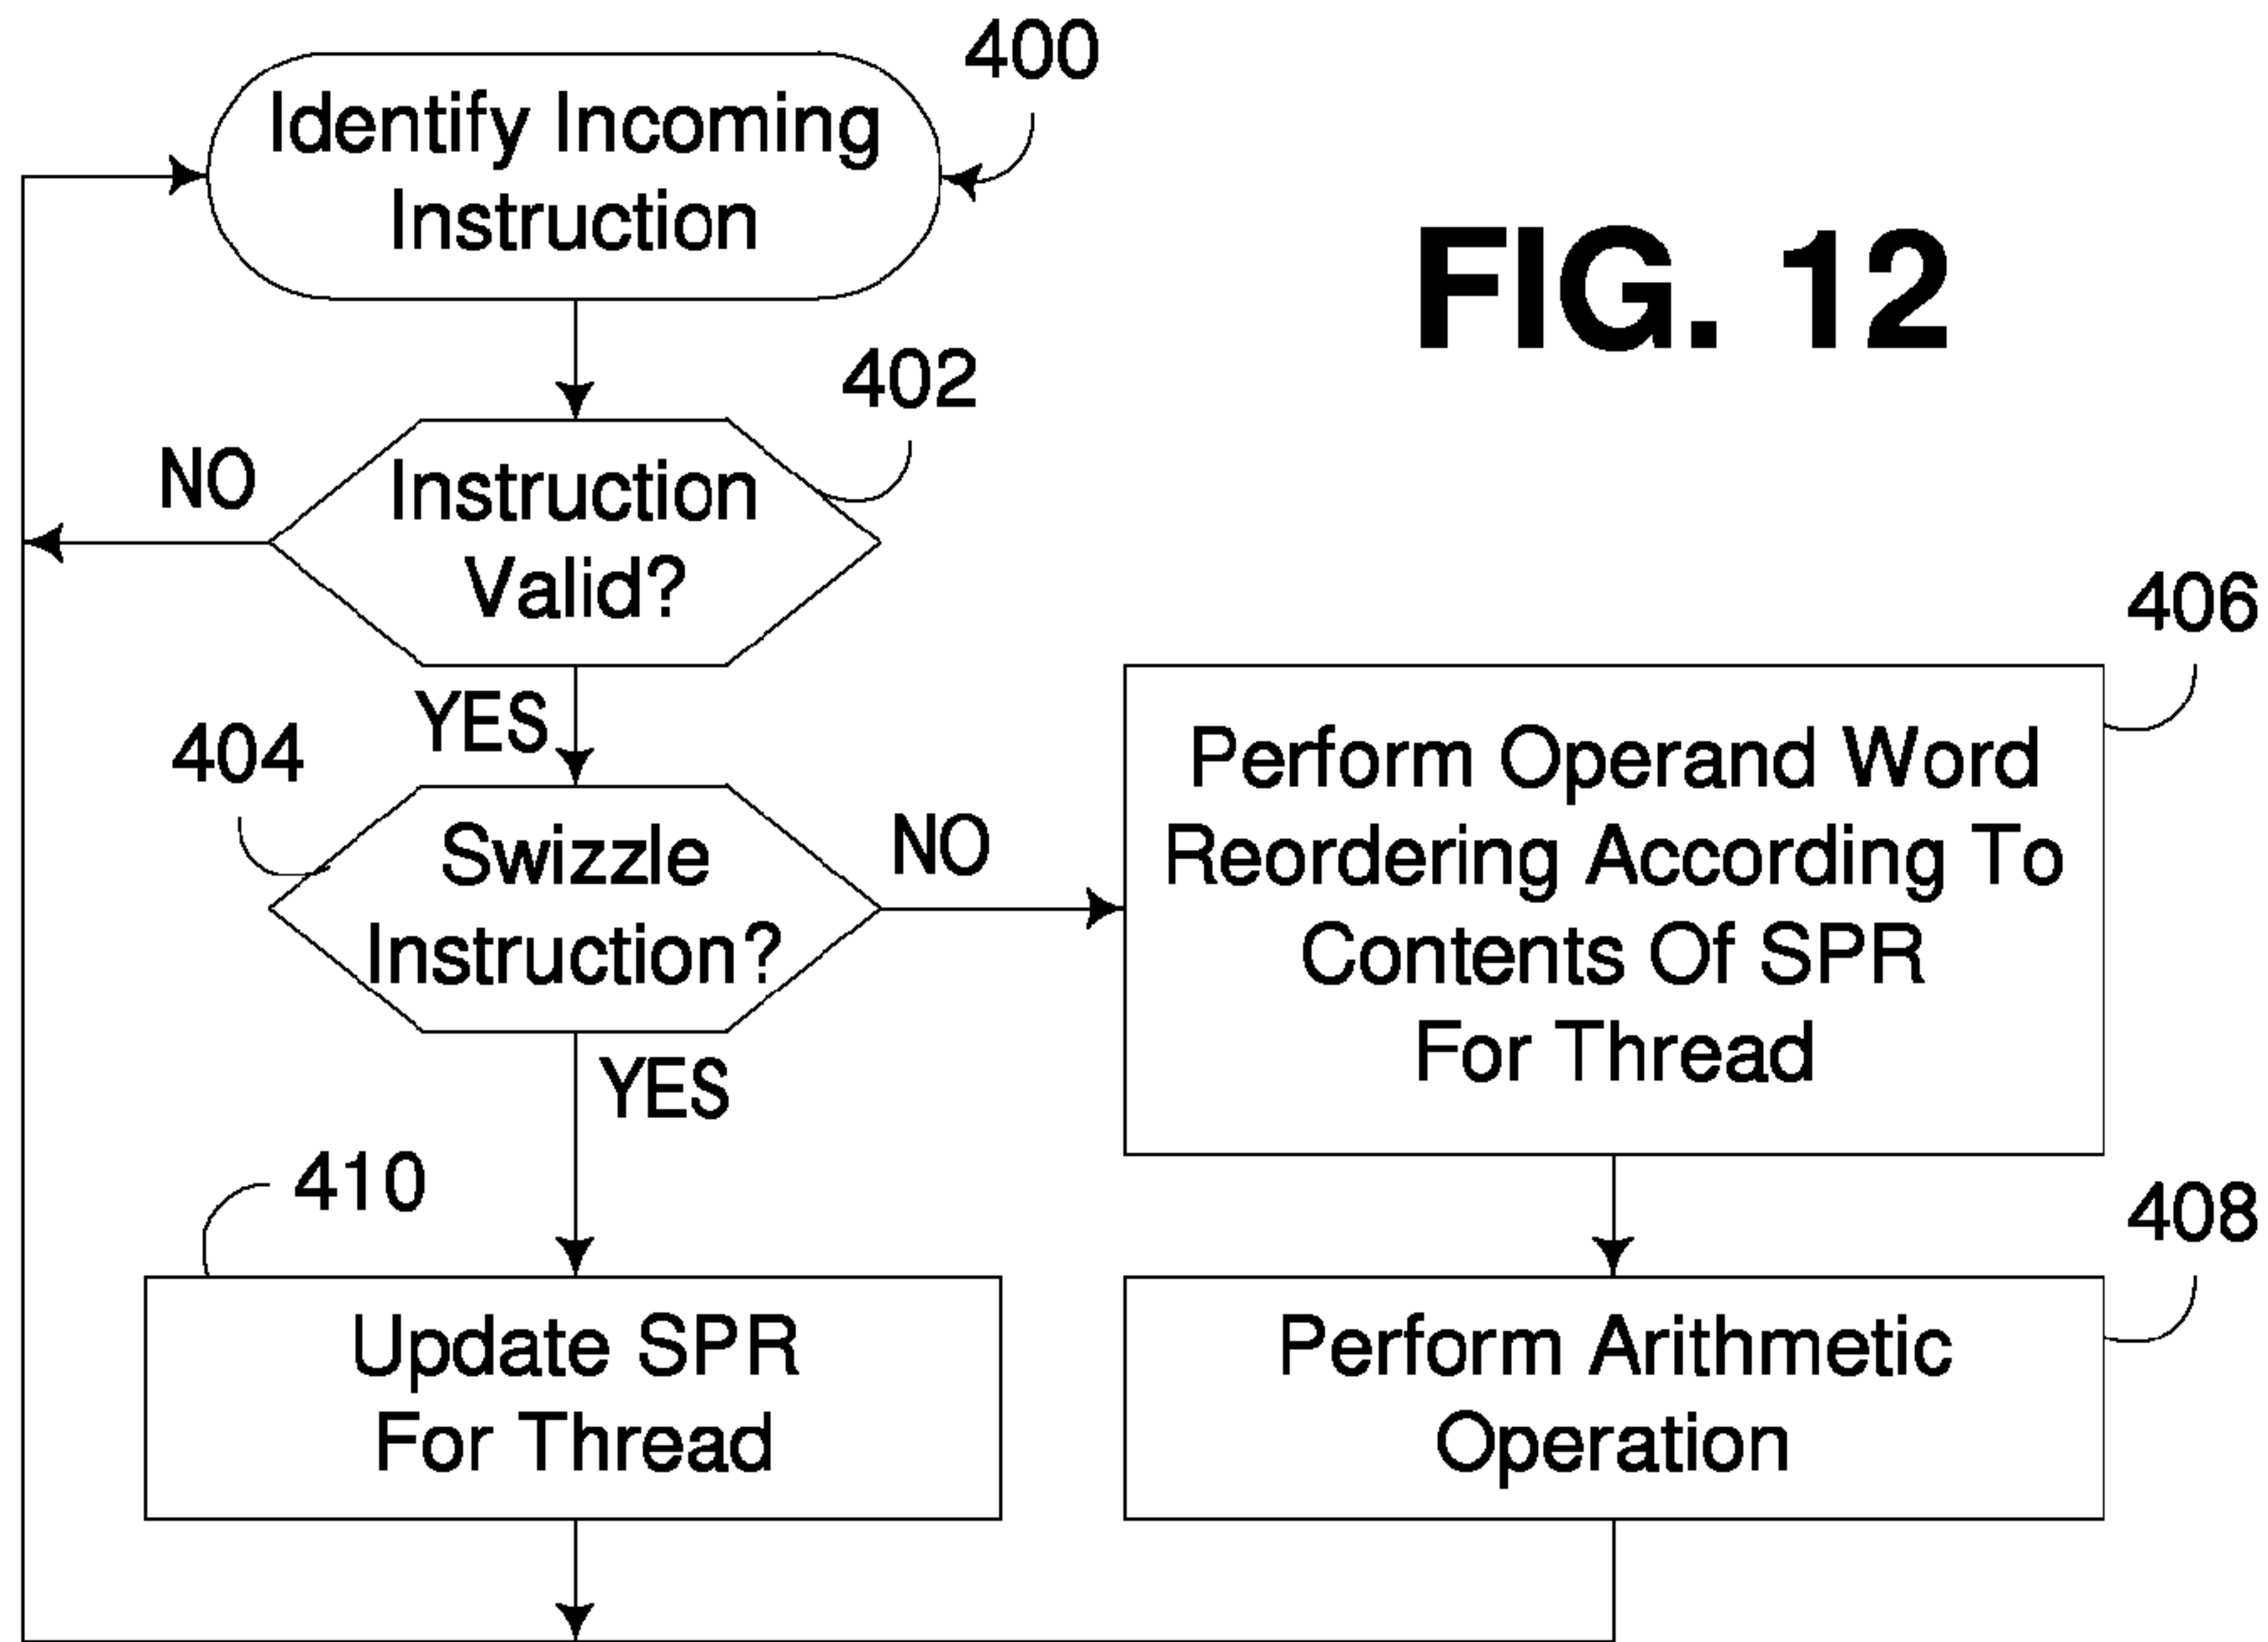 400
Identify Incoming
Instruction
FIG. 12
402
NO
Instruction
Valid?
YES
404
Swizzle
Instruction?
NO
YES
406
Perform Operand Word
Reordering According To
Contents Of SPR
For Thread
410
Update SPR
For Thread
408
Perform Arithmetic
Operation